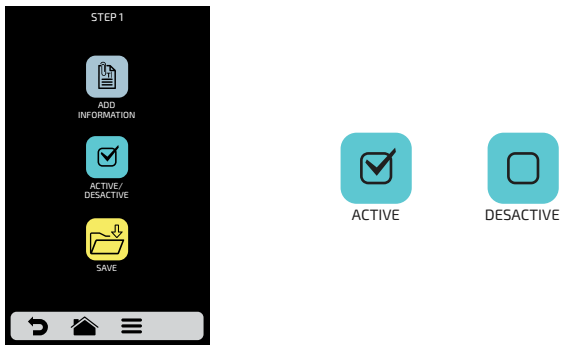 STEP 1
ADD
INFORMATION
ACTIVE/
DESACTIVE
SAVE
ACTIVE
DESACTIVE